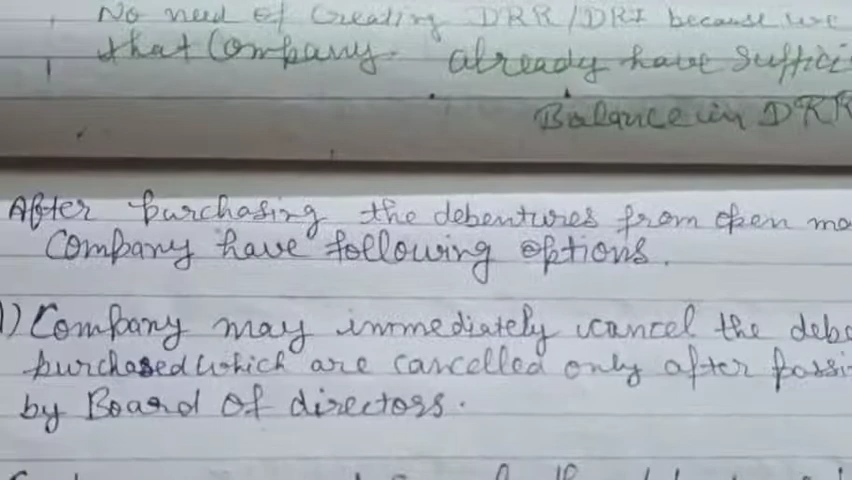 No need of Creating DRR/DRI because we
that Company. already have Suffici
Balance in DRR
After purchasing the debentures from open ma
Company have following options.
1) Company may immediately cancel the debe
purchased which are cancelled only after passi
by Board of directors.